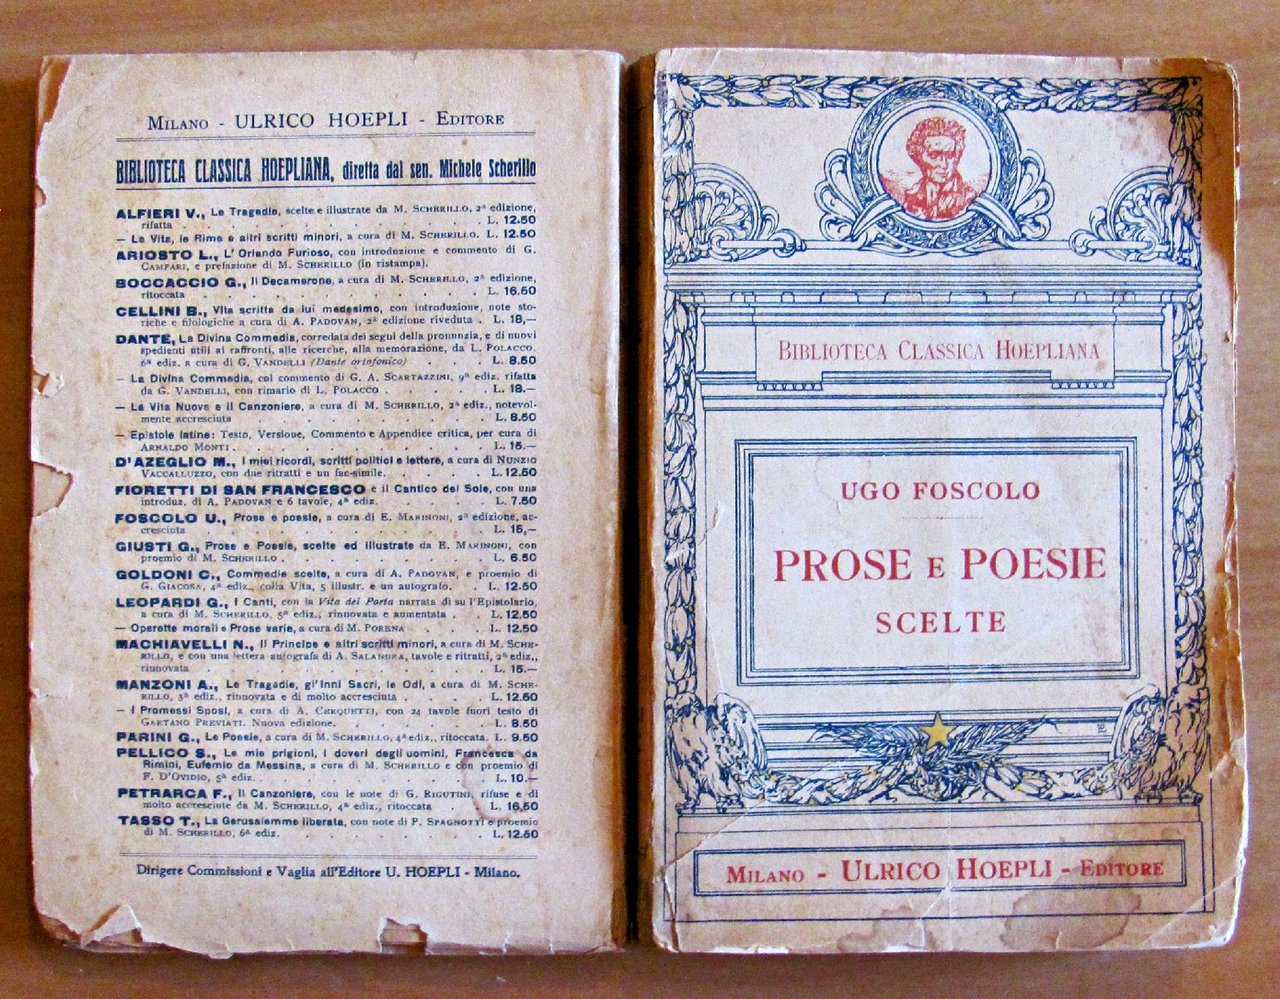 Milano - ULRICO HOEPLI - Editore
BIBLIOTECA CLASSICA HOEPLIANA, diretta dal sen. Michele Scherillo
ALFIERI V., Le Tragedie, scelte e illustrate da M. Scherillo, 2ª edizione,
rifatta . . . . . . . . . . L. 12.50
— La Vita, le Rime e altri scritti minori, a cura di M. Scherillo. L. 12.50
ARIOSTO L., L'Orlando Furioso, con introduzione e commento di G.
Campari, e prefazione di M. Scherillo (in ristampa).
BOCCACCIO G., Il Decamerone, a cura di M. Scherillo, 2ª edizione,
ritoccata . . . . . . . . . . L. 16.50
CELLINI B., Vita scritta da lui medesimo, con introduzione, note sto-
riche e filologiche a cura di A. Padovan, 2ª edizione riveduta . L. 18,—
DANTE, La Divina Commedia, corredata dei segni della pronunzia, e di nuovi
spedienti utili ai raffronti, alle ricerche, alla memorazione, da L. Polacco,
6ª ediz. a cura di G. Vandelli (Dante ortofonico) . . . L. 8.50
— La Divina Commedia, col commento di G. A. Scartazzini, 9ª ediz. rifatta
da G. Vandelli, con rimario di L. Polacco . . . . . L. 18.—
— La Vita Nuova e il Canzoniere, a cura di M. Scherillo, 2ª ediz., notevol-
mente accresciuta . . . . . . . . . L. 8.50
— Epistole latine: Testo, Versione, Commento e Appendice critica, per cura di
Arnaldo Monti . . . . . . . . . . L. 15.—
D'AZEGLIO M., I miei ricordi, scritti politici e lettere, a cura di Nunzio
Vaccalluzzo, con due ritratti e un fac-simile. . . . . L. 12.50
FIORETTI DI SAN FRANCESCO e il Cantico del Sole, con una
introduz. di A. Padovan e 6 tavole, 4ª ediz. . . . . L. 7.50
FOSCOLO U., Prose e poesie, a cura di E. Marinoni, 2ª edizione, ac-
cresciuta . . . . . . . . . . L. 15,—
GIUSTI G., Prose e Poesie, scelte ed illustrate da E. Marinoni, con
proemio di M. Scherillo . . . . . . . . L. 6.50
GOLDONI C., Commedie scelte, a cura di A. Padovan, e proemio di
G. Giacosa, 4ª ediz., colla Vita, 5 illustr. e un autografo. . L. 12.50
LEOPARDI G., I Canti, con la Vita del Poeta narrata di su l'Epistolario,
a cura di M. Scherillo, 5ª ediz., rinnovata e aumentata . L. 12.50
— Operette morali e Prose varie, a cura di M. Porena . . . L. 12.50
MACHIAVELLI N., Il Principe e altri scritti minori, a cura di M. Sche-
rillo, e con una lettera autografa di A. Salandra, tavole e ritratti, 2ª ediz.,
rinnovata . . . . . . . . . . L. 15.—
MANZONI A., Le Tragedie, gl'Inni Sacri, le Odi, a cura di M. Sche-
rillo, 3ª ediz., rinnovata e di molto accresciuta . . . L. 12.50
— I Promessi Sposi, a cura di A. Cerquetti, con 24 tavole fuori testo di
Gaetano Previati. Nuova edizione. . . . . . L. 8.50
PARINI G., Le Poesie, a cura di M. Scherillo, 4ª ediz., ritoccata. L. 9.50
PELLICO S., Le mie prigioni, I doveri degli uomini, Francesca da
Rimini, Eufemio da Messina, a cura di M. Scherillo e con proemio di
F. D'Ovidio, 5ª ediz. . . . . . . . . L. 10.—
PETRARCA F., Il Canzoniere, con le note di G. Rigutini, rifuse e di
molto accresciute da M. Scherillo, 4ª ediz., ritoccata . . L. 16,50
TASSO T., La Gerusalemme liberata, con note di P. Spagnotti e proemio
di M. Scherillo, 6ª ediz. . . . . . . . L. 12.50
Dirigere Commissioni e Vaglia all'Editore U. HOEPLI - Milano.
Biblioteca Classica Hoepliana
UGO FOSCOLO
PROSE E POESIE
SCELTE
Milano - Ulrico Hoepli - Editore